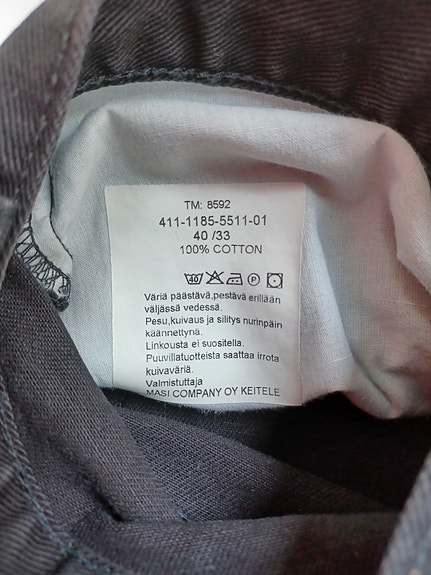 TM: 8592
411-1185-5511-01
40 /33
100% COTTON
40 P
Väriä päästävä,pestävä erillään
väljässä vedessä.
Pesu,kuivaus ja silitys nurinpäin
käännettynä.
Linkousta ei suositella.
Puuvillatuotteista saattaa irrota
kuivaväriä.
Valmistuttaja
MASI COMPANY OY KEITELE